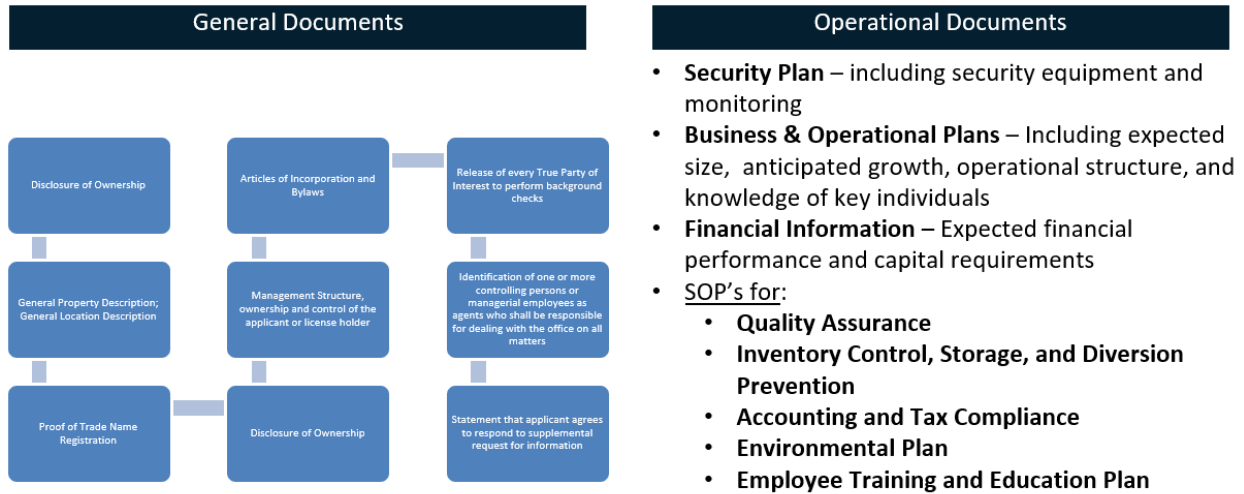 General Documents
Disclosure of Ownership
General Property Description;
General Location Description
Proof of Trade Name
Registration
Disclosure of Ownership
Management Structure,
ownership and control of the
applicant or license holder
Articles of Incorporation and
Bylaws
Release of every True Party of
Interest to perform background
checks
Identification of one or more
controlling persons or
managerial employees as
agents who shall be responsible
for dealing with the office on all
matters
Statement that applicant agrees
to respond to supplemental
request for information
Operational Documents
• Security Plan – including security equipment and
monitoring
• Business & Operational Plans – Including expected
size, anticipated growth, operational structure, and
knowledge of key individuals
• Financial Information – Expected financial
performance and capital requirements
• SOP's for:
• Quality Assurance
• Inventory Control, Storage, and Diversion
Prevention
• Accounting and Tax Compliance
• Environmental Plan
• Employee Training and Education Plan